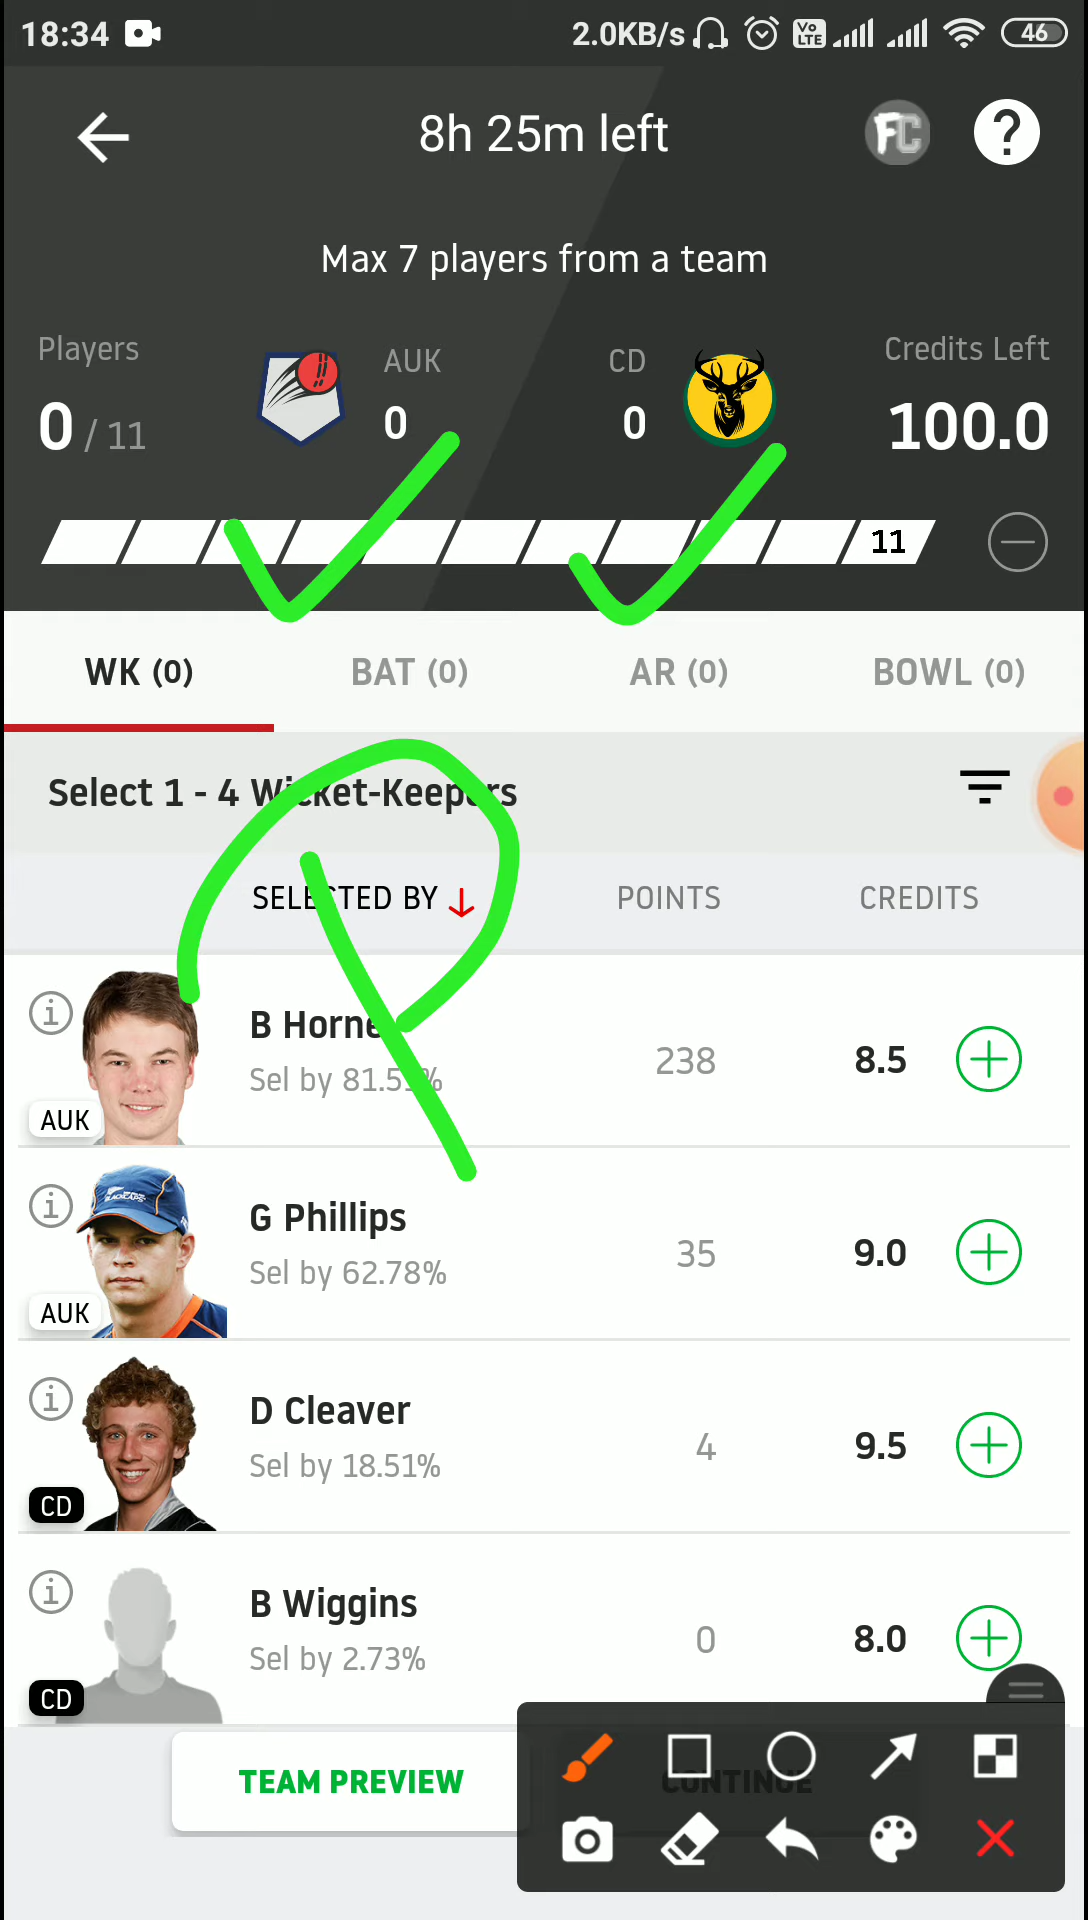 18:34 2.0KB/s Vo LTE 46
8h 25m left FC ?
Max 7 players from a team
Players AUK CD Credits Left
0 / 11 0 0 100.0
11
WK (0) BAT (0) AR (0) BOWL (0)
Select 1 - 4 Wicket-Keepers
SELECTED BY POINTS CREDITS
B Horne
Sel by 81.51% 238 8.5
AUK
G Phillips
Sel by 62.78% 35 9.0
AUK
D Cleaver
Sel by 18.51% 4 9.5
CD
B Wiggins
Sel by 2.73% 0 8.0
CD
TEAM PREVIEW CONTINUE